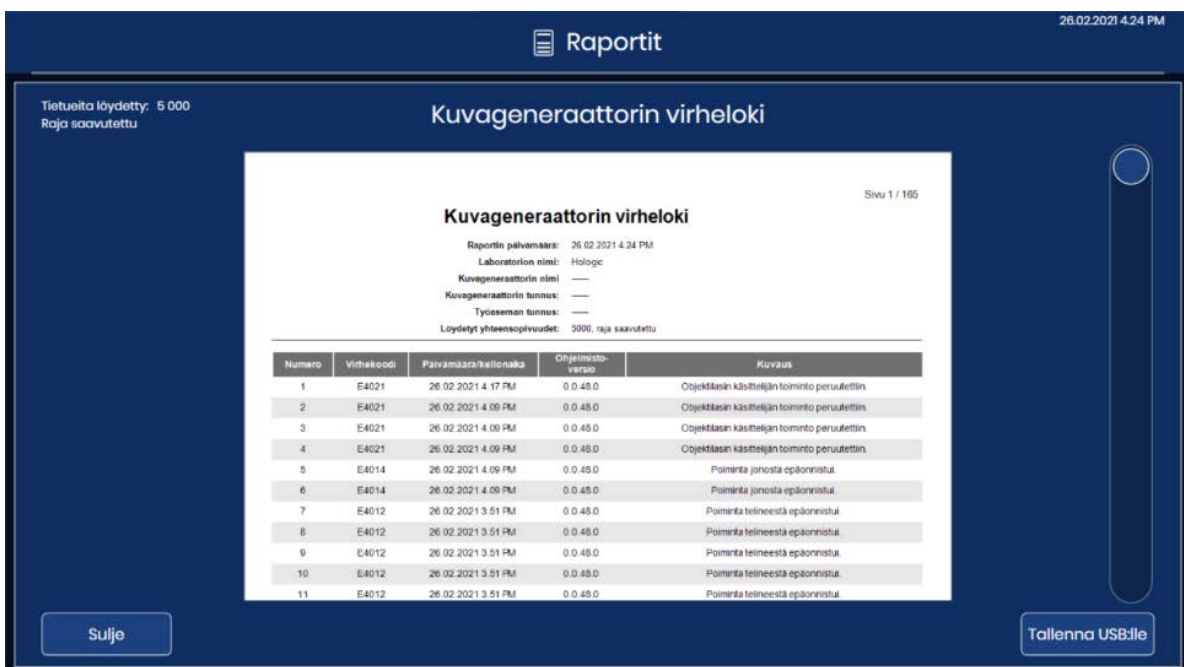 26.02.2021 4.24 PM
Raportit
Tietueita löydetty: 5 000
Raja saavutettu
Kuvageneraattorin virheloki
Sivu 1 / 165
Kuvageneraattorin virheloki
Raportin päivämäärä: 26.02.2021 4.24 PM
Laboratorion nimi: Hologic
Kuvageneraattorin nimi ——
Kuvageneraattorin tunnus: ——
Työaseman tunnus: ——
Löydetyt yhteensopivuudet: 5000, raja saavutettu
Numero Virhekoodi Päivämäärä/kellonaika Ohjelmisto-versio Kuvaus
1 E4021 26.02.2021 4.17 PM 0.0.48.0 Objektilasin käsittelijän toiminto peruutettiin.
2 E4021 26.02.2021 4.09 PM 0.0.48.0 Objektilasin käsittelijän toiminto peruutettiin.
3 E4021 26.02.2021 4.09 PM 0.0.48.0 Objektilasin käsittelijän toiminto peruutettiin.
4 E4021 26.02.2021 4.09 PM 0.0.48.0 Objektilasin käsittelijän toiminto peruutettiin.
5 E4014 26.02.2021 4.09 PM 0.0.48.0 Poiminta jonosta epäonnistui.
6 E4014 26.02.2021 4.09 PM 0.0.48.0 Poiminta jonosta epäonnistui.
7 E4012 26.02.2021 3.51 PM 0.0.48.0 Poiminta telineestä epäonnistui.
8 E4012 26.02.2021 3.51 PM 0.0.48.0 Poiminta telineestä epäonnistui.
9 E4012 26.02.2021 3.51 PM 0.0.48.0 Poiminta telineestä epäonnistui.
10 E4012 26.02.2021 3.51 PM 0.0.48.0 Poiminta telineestä epäonnistui.
11 E4012 26.02.2021 3.51 PM 0.0.48.0 Poiminta telineestä epäonnistui.
Sulje
Tallenna USB:lle